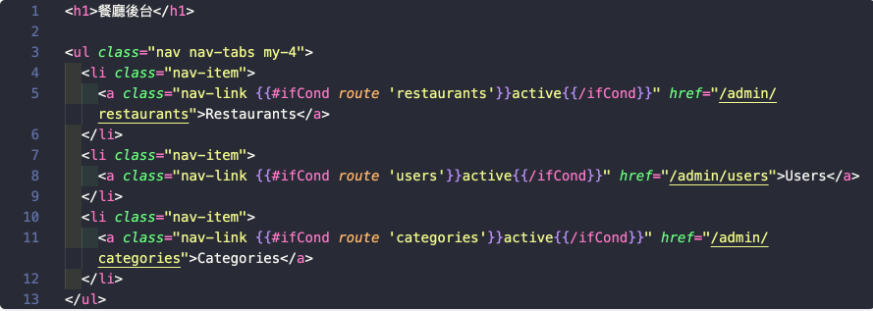 1 <h1>餐廳後台</h1>
2
3 <ul class="nav nav-tabs my-4">
4 <li class="nav-item">
5 <a class="nav-link {{#ifCond route 'restaurants'}}active{{/ifCond}}" href="/admin/
restaurants">Restaurants</a>
6 </li>
7 <li class="nav-item">
8 <a class="nav-link {{#ifCond route 'users'}}active{{/ifCond}}" href="/admin/users">Users</a>
9 </li>
10 <li class="nav-item">
11 <a class="nav-link {{#ifCond route 'categories'}}active{{/ifCond}}" href="/admin/
categories">Categories</a>
12 </li>
13 </ul>